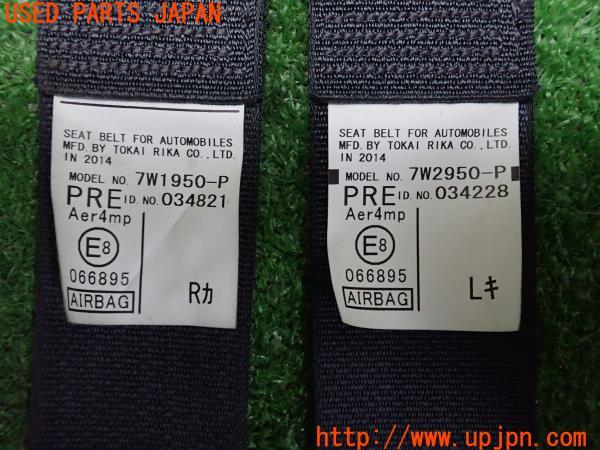 USED PARTS JAPAN
SEAT BELT FOR AUTOMOBILES
MFD. BY TOKAI RIKA CO., LTD.
IN 2014
MODEL NO. 7W1950-P
PRE ID. NO. 034821
Aer4mp
E8
066895
AIRBAG
Rカ
SEAT BELT FOR AUTOMOBILES
MFD. BY TOKAI RIKA CO., LTD.
IN 2014
MODEL NO. 7W2950-P
PRE ID. NO. 034228
Aer4mp
E8
066895
AIRBAG
Lキ
http://www.upjpn.com/